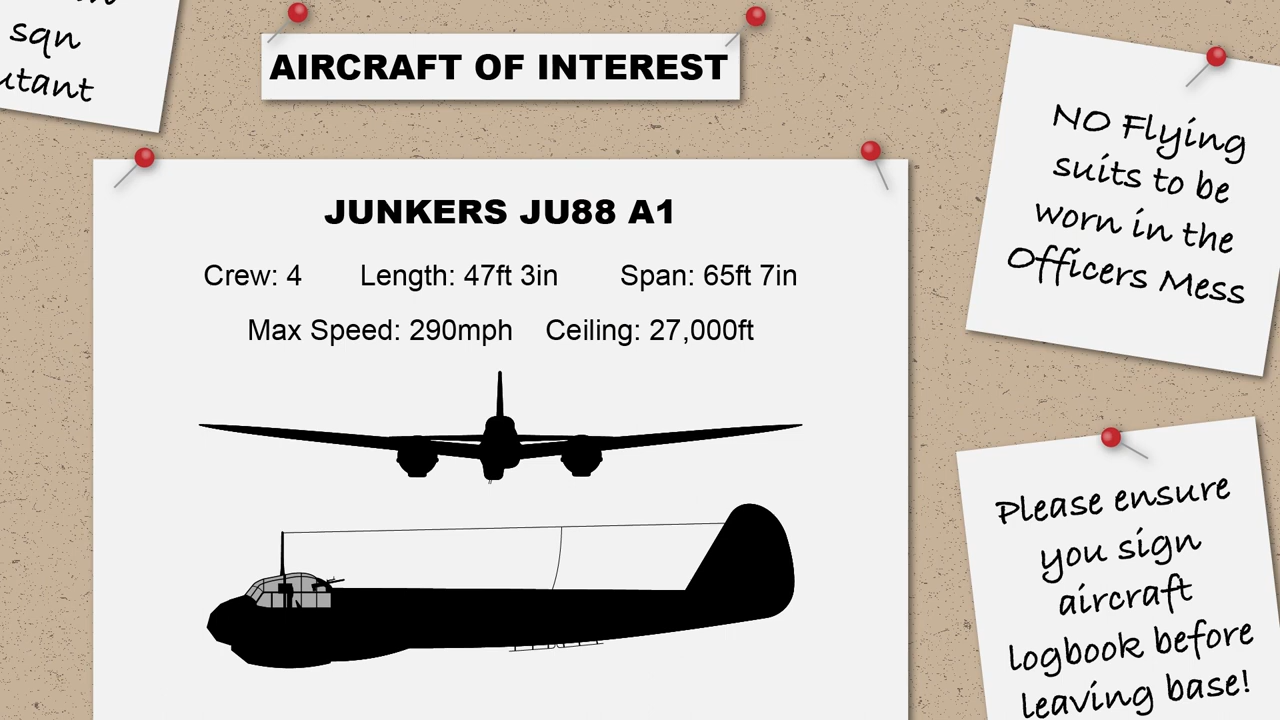 sqn
AIRCRAFT OF INTEREST
JUNKERS JU88 A1
Crew: 4 Length: 47ft 3in Span: 65ft 7in
Max Speed: 290mph Ceiling: 27,000ft
NO Flying
suits to be
worn in the
Officers Mess
Please ensure
you sign
aircraft
logbook before
leaving base!